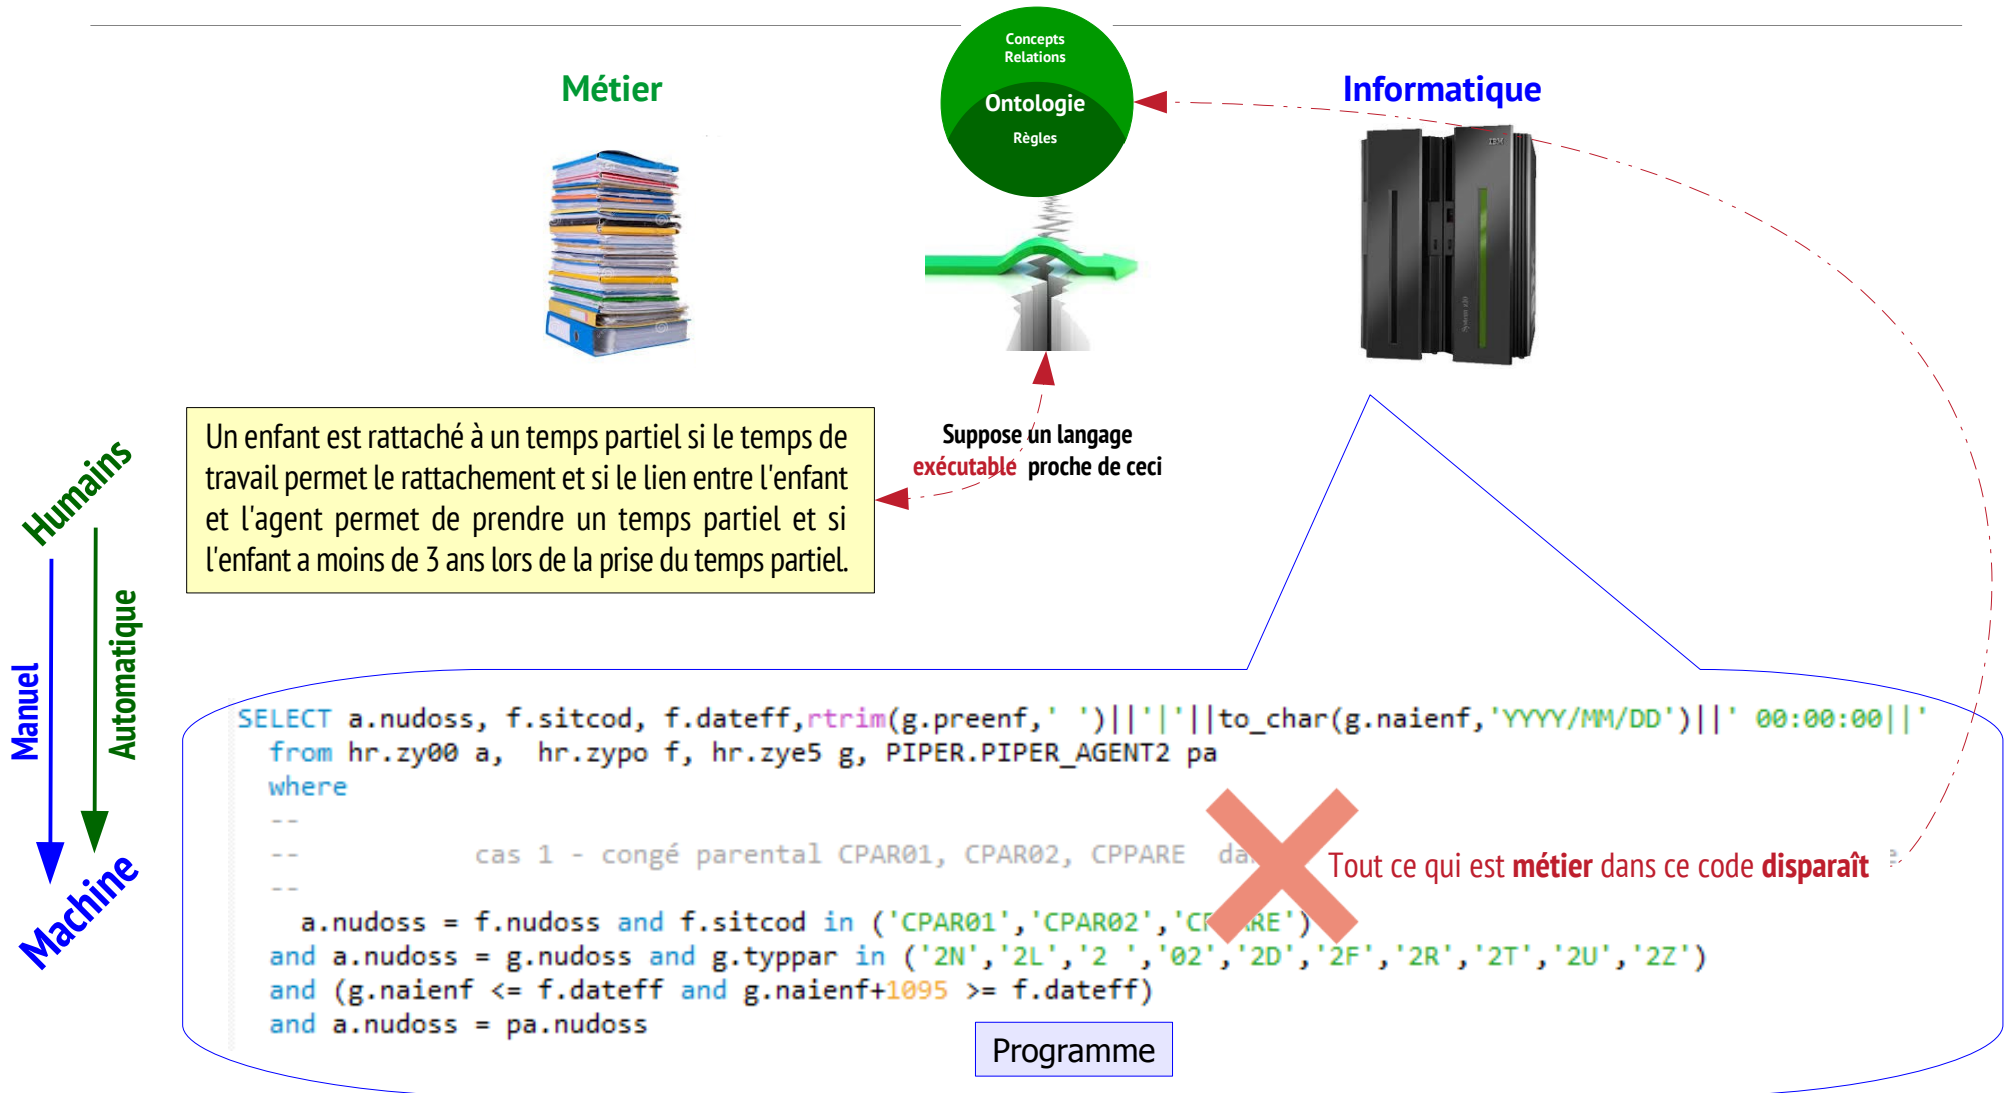 Concepts
Relations
Ontologie
Règles
Métier
Informatique
IBM
Un enfant est rattaché à un temps partiel si le temps de
travail permet le rattachement et si le lien entre l'enfant
et l'agent permet de prendre un temps partiel et si
l'enfant a moins de 3 ans lors de la prise du temps partiel.
Suppose un langage
exécutable proche de ceci
Humains
Manuel
Automatique
Machine
SELECT a.nudoss, f.sitcod, f.dateff,rtrim(g.preenf,' ')||'|'||to_char(g.naienf,'YYYY/MM/DD')||' 00:00:00||'
from hr.zy00 a, hr.zypo f, hr.zye5 g, PIPER.PIPER_AGENT2 pa
where
--
-- cas 1 - congé parental CPAR01, CPAR02, CPPARE
--
Tout ce qui est métier dans ce code disparaît
a.nudoss = f.nudoss and f.sitcod in ('CPAR01','CPAR02','CPPARE')
and a.nudoss = g.nudoss and g.typpar in ('2N','2L','2 ','02','2D','2F','2R','2T','2U','2Z')
and (g.naienf <= f.dateff and g.naienf+1095 >= f.dateff)
and a.nudoss = pa.nudoss
Programme